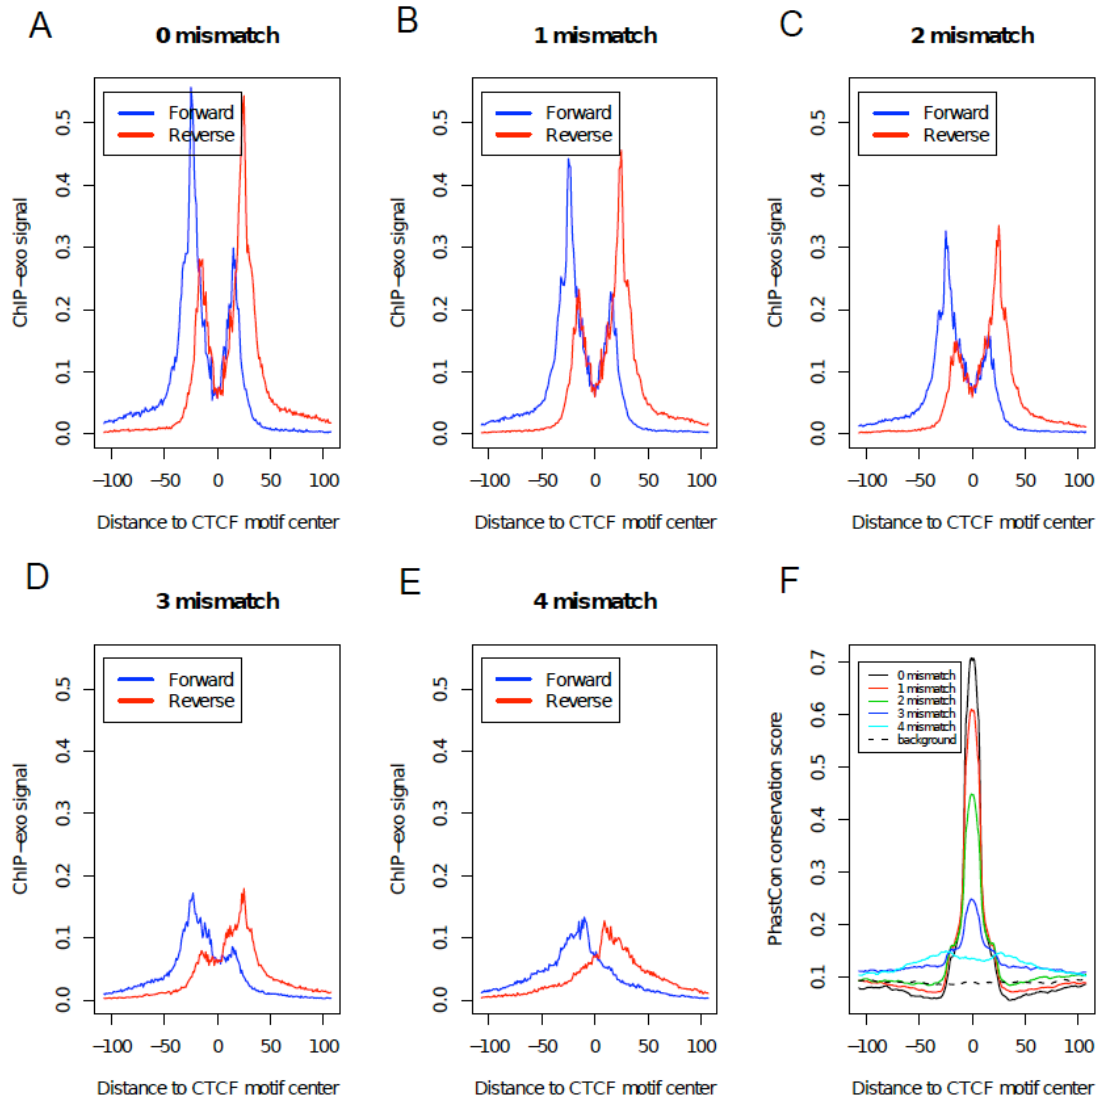 A
0 mismatch
Forward
Reverse
ChIP−exo signal
0.0 0.1 0.2 0.3 0.4 0.5
−100 −50 0 50 100
Distance to CTCF motif center
B
1 mismatch
Forward
Reverse
ChIP−exo signal
0.0 0.1 0.2 0.3 0.4 0.5
−100 −50 0 50 100
Distance to CTCF motif center
C
2 mismatch
Forward
Reverse
ChIP−exo signal
0.0 0.1 0.2 0.3 0.4 0.5
−100 −50 0 50 100
Distance to CTCF motif center
D
3 mismatch
Forward
Reverse
ChIP−exo signal
0.0 0.1 0.2 0.3 0.4 0.5
−100 −50 0 50 100
Distance to CTCF motif center
E
4 mismatch
Forward
Reverse
ChIP−exo signal
0.0 0.1 0.2 0.3 0.4 0.5
−100 −50 0 50 100
Distance to CTCF motif center
F
0 mismatch
1 mismatch
2 mismatch
3 mismatch
4 mismatch
background
PhastCon conservation score
0.1 0.2 0.3 0.4 0.5 0.6 0.7
−100 −50 0 50 100
Distance to CTCF motif center